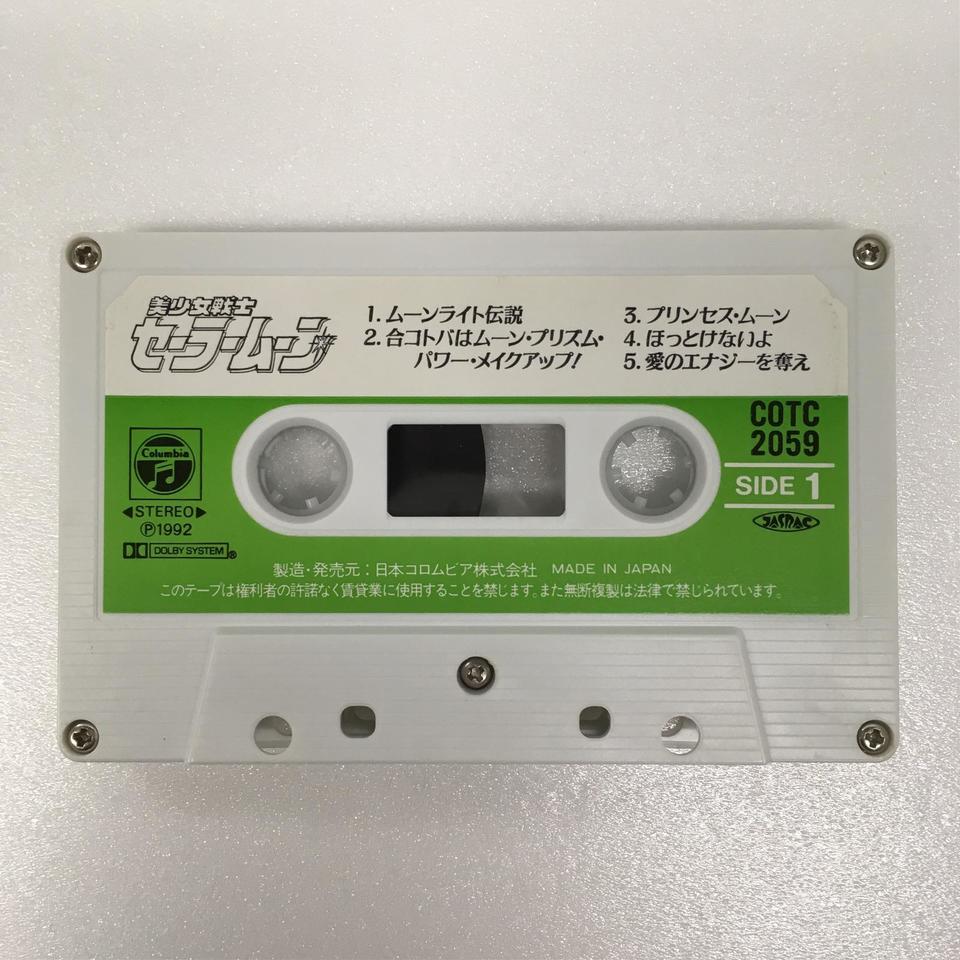 美少女戦士
セーラームーン
1. ムーンライト伝説
2. 合コトバはムーン・プリズム・
パワー・メイクアップ!
3. プリンセス・ムーン
4. ほっとけないよ
5. 愛のエナジーを奪え
COTC
2059
SIDE 1
JASRAC
Columbia
◀STEREO▶
Ⓟ1992
DOLBY SYSTEM®
製造・発売元:日本コロムビア株式会社 MADE IN JAPAN
このテープは権利者の許諾なく賃貸業に使用することを禁じます。また無断複製は法律で禁じられています。